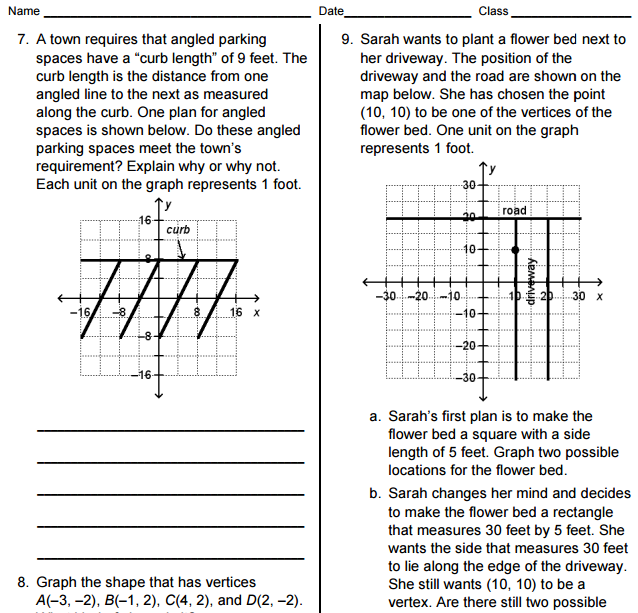 Name Date Class
7. A town requires that angled parking
spaces have a “curb length” of 9 feet. The
curb length is the distance from one
angled line to the next as measured
along the curb. One plan for angled
spaces is shown below. Do these angled
parking spaces meet the town’s
requirement? Explain why or why not.
Each unit on the graph represents 1 foot.
y
16
curb
8
−16 −8 8 16 x
−8
−16
8. Graph the shape that has vertices
A(−3, −2), B(−1, 2), C(4, 2), and D(2, −2).
9. Sarah wants to plant a flower bed next to
her driveway. The position of the
driveway and the road are shown on the
map below. She has chosen the point
(10, 10) to be one of the vertices of the
flower bed. One unit on the graph
represents 1 foot.
y
30
road
20
10
driveway
−30 −20 −10 10 20 30 x
−10
−20
−30
a. Sarah’s first plan is to make the
flower bed a square with a side
length of 5 feet. Graph two possible
locations for the flower bed.
b. Sarah changes her mind and decides
to make the flower bed a rectangle
that measures 30 feet by 5 feet. She
wants the side that measures 30 feet
to lie along the edge of the driveway.
She still wants (10, 10) to be a
vertex. Are there still two possible